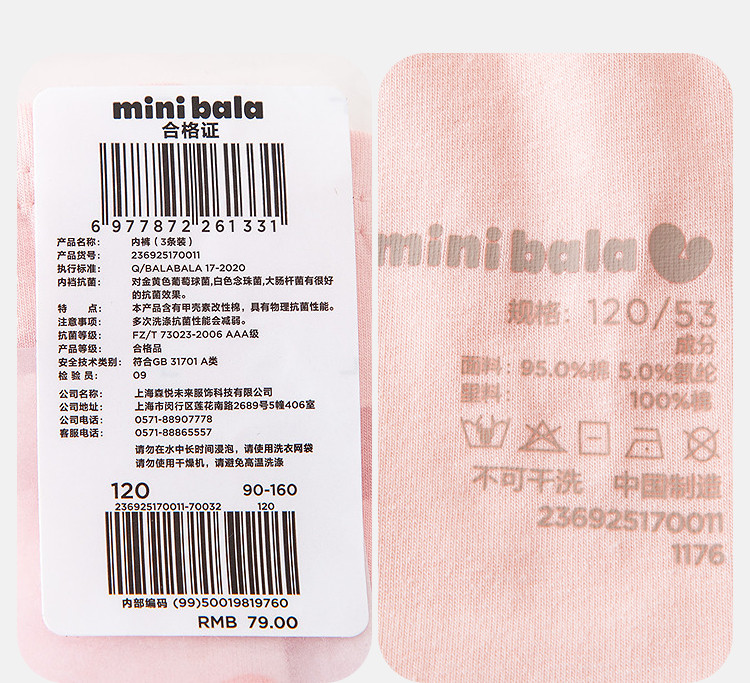 mini bala
合格证
6 977872 261331
产品名称： 内裤（3条装）
产品货号： 236925170011
执行标准： Q/BALABALA 17-2020
内裆抗菌： 对金黄色葡萄球菌,白色念珠菌,大肠杆菌有很好
的抗菌效果。
特 点： 本产品含有甲壳素改性棉，具有物理抗菌性能。
注意事项： 多次洗涤抗菌性能会减弱。
抗菌等级： FZ/T 73023-2006 AAA级
产品等级： 合格品
安全技术类别： 符合GB 31701 A类
检 验 员： 09
公司名称： 上海森悦未来服饰科技有限公司
公司地址： 上海市闵行区莲花南路2689号5幢406室
公司电话： 0571-88907778
客服电话： 0571-88865557
请勿在水中长时间浸泡，请使用洗衣网袋
请勿使用干燥机，请避免高温洗涤
120 90-160
236925170011-70032 120
内部编码 (99)50019819760
RMB 79.00
mini bala
规格：120/53
成分
面料：95.0%棉 5.0%氨纶
里料： 100%棉
不可干洗 中国制造
236925170011
1176